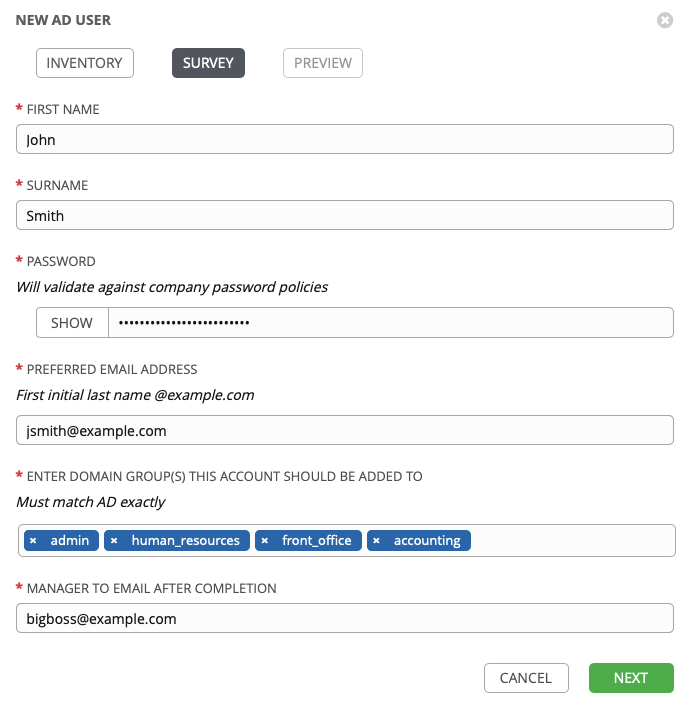 NEW AD USER
INVENTORY SURVEY PREVIEW
* FIRST NAME
John
* SURNAME
Smith
* PASSWORD
Will validate against company password policies
SHOW •••••••••••••••••••••••••
* PREFERRED EMAIL ADDRESS
First initial last name @example.com
jsmith@example.com
* ENTER DOMAIN GROUP(S) THIS ACCOUNT SHOULD BE ADDED TO
Must match AD exactly
× admin × human_resources × front_office × accounting
* MANAGER TO EMAIL AFTER COMPLETION
bigboss@example.com
CANCEL NEXT